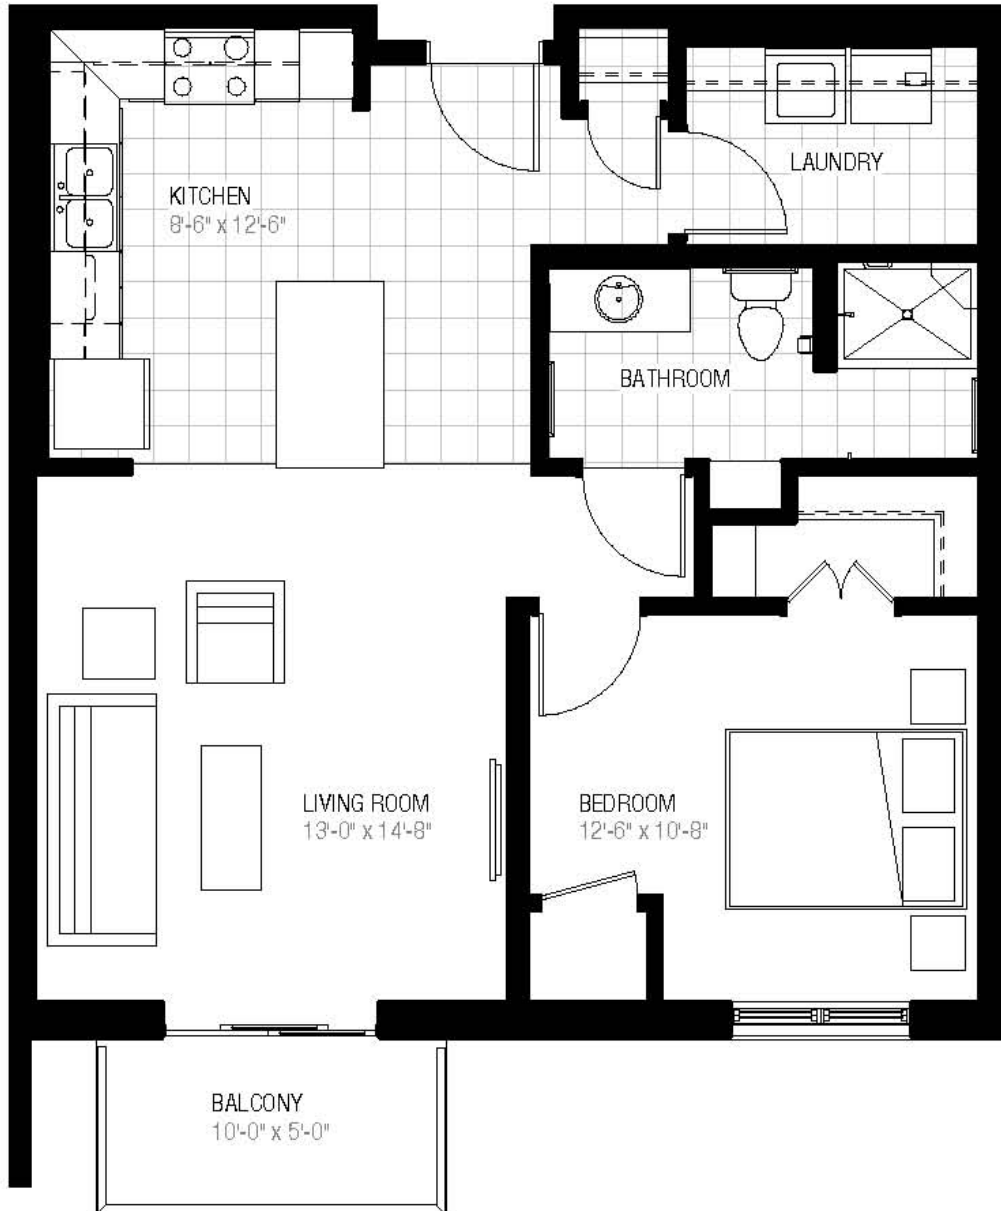 LAUNDRY
KITCHEN
8'-6" x 12'-6"
BATHROOM
LIVING ROOM
13'-0" x 14'-8"
BEDROOM
12'-6" x 10'-8"
BALCONY
10'-0" x 5'-0"